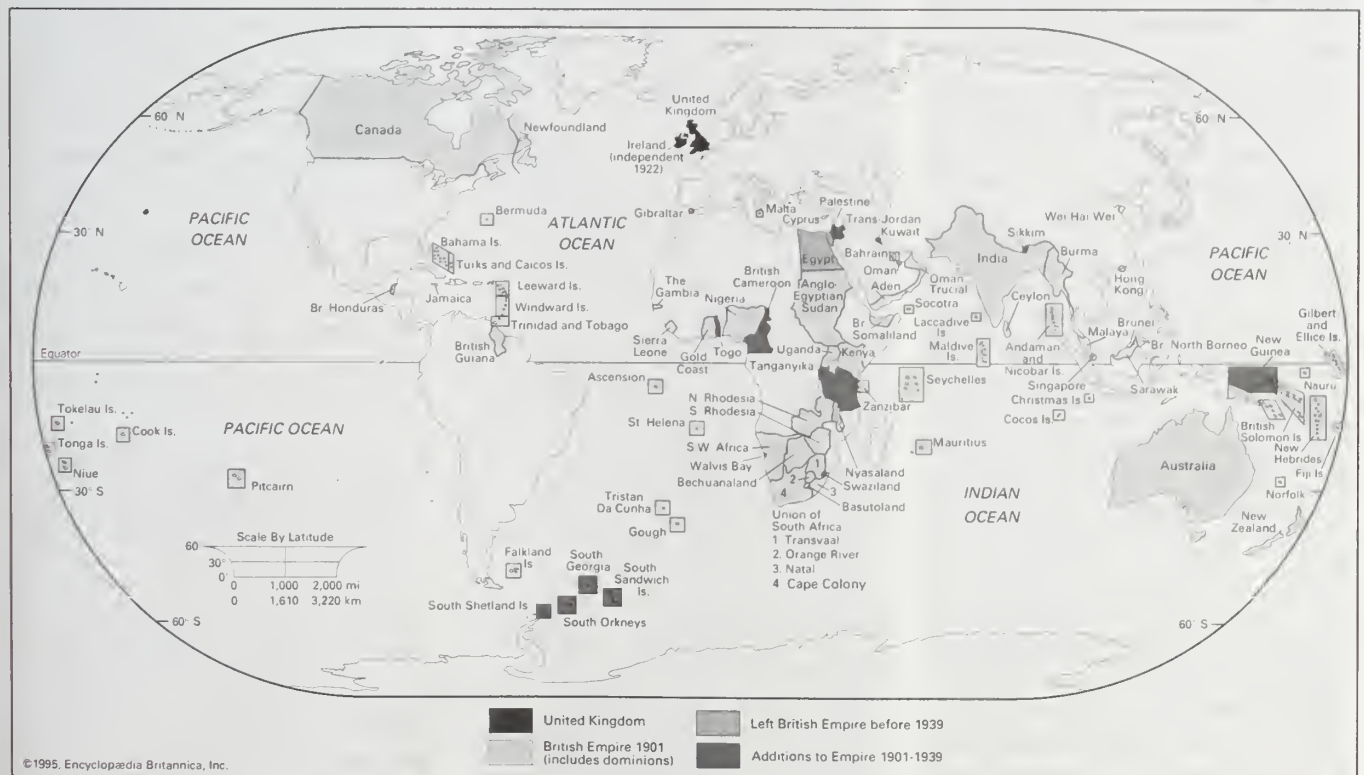 60 N
60 N
Canada
Newfoundland
United
Kingdom
Ireland
(independent
1922)
PACIFIC
OCEAN
30° N
30 N
Bermuda
ATLANTIC
OCEAN
Gibraltar
Malta
Cyprus
Palestine
Trans-Jordan
Kuwait
Wei Hai Wei
Sikkim
Burma
India
PACIFIC
OCEAN
Bahama Is.
Turks and Caicos Is.
Br Honduras
Jamaica
Leeward Is.
Windward Is.
Trinidad and Tobago
British
Guiana
The
Gambia
Sierra
Leone
Nigeria
Gold
Coast
Togo
British
Cameroon
Egypt
Anglo-
Egyptian
Sudan
Bahrain
Oman
Aden
Oman
Trucial
Socotra
Br
Somaliland
Laccadive
Is
Maldive
Is.
Ceylon
Andaman
and
Nicobar Is.
Hong
Kong
Malaya
Brunei
Br North Borneo
Singapore
Sarawak
New
Guinea
Gilbert
and
Ellice Is.
Equator
Uganda
Kenya
Tanganyika
Ascension
Seychelles
Zanzibar
Christmas Is
Cocos Is.
Nauru
Tokelau Is.
Cook Is.
Tonga Is.
Niue
PACIFIC OCEAN
Pitcairn
30° S
30° S
N Rhodesia
S Rhodesia
St Helena
S W Africa
Walvis Bay
Bechuanaland
Mauritius
Nyasaland
Swaziland
Basutoland
1
2
3
4
British
Solomon Is
New
Hebrides
Fiji Is
Australia
Norfolk
New
Zealand
INDIAN
OCEAN
Tristan
Da Cunha
Gough
Union of
South Africa
1 Transvaal
2. Orange River
3. Natal
4 Cape Colony
Scale By Latitude
60
30°
0°
0 1,000 2,000 mi
0 1,610 3,220 km
Falkland
Is
South
Georgia
South
Sandwich
Is.
South Shetland Is
South Orkneys
60° S
60° S
United Kingdom
British Empire 1901
(includes dominions)
Left British Empire before 1939
Additions to Empire 1901-1939
©1995, Encyclopædia Britannica, Inc.